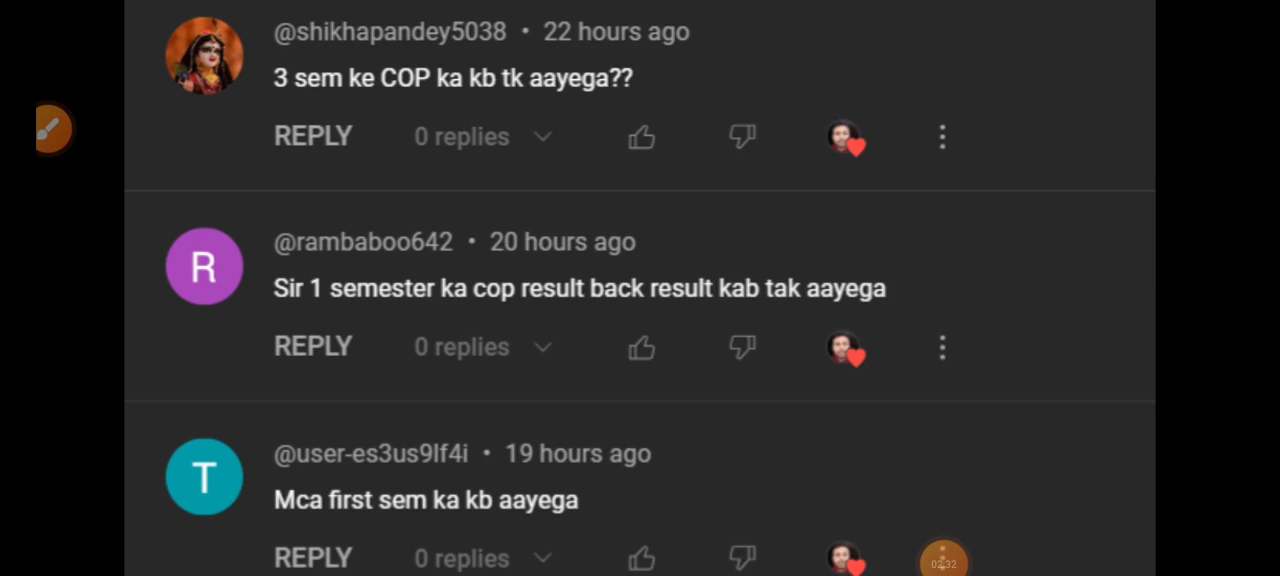 @shikhapandey5038 • 22 hours ago
3 sem ke COP ka kb tk aayega??
REPLY 0 replies
R
@rambaboo642 • 20 hours ago
Sir 1 semester ka cop result back result kab tak aayega
REPLY 0 replies
T
@user-es3us9lf4i • 19 hours ago
Mca first sem ka kb aayega
REPLY 0 replies
02:32